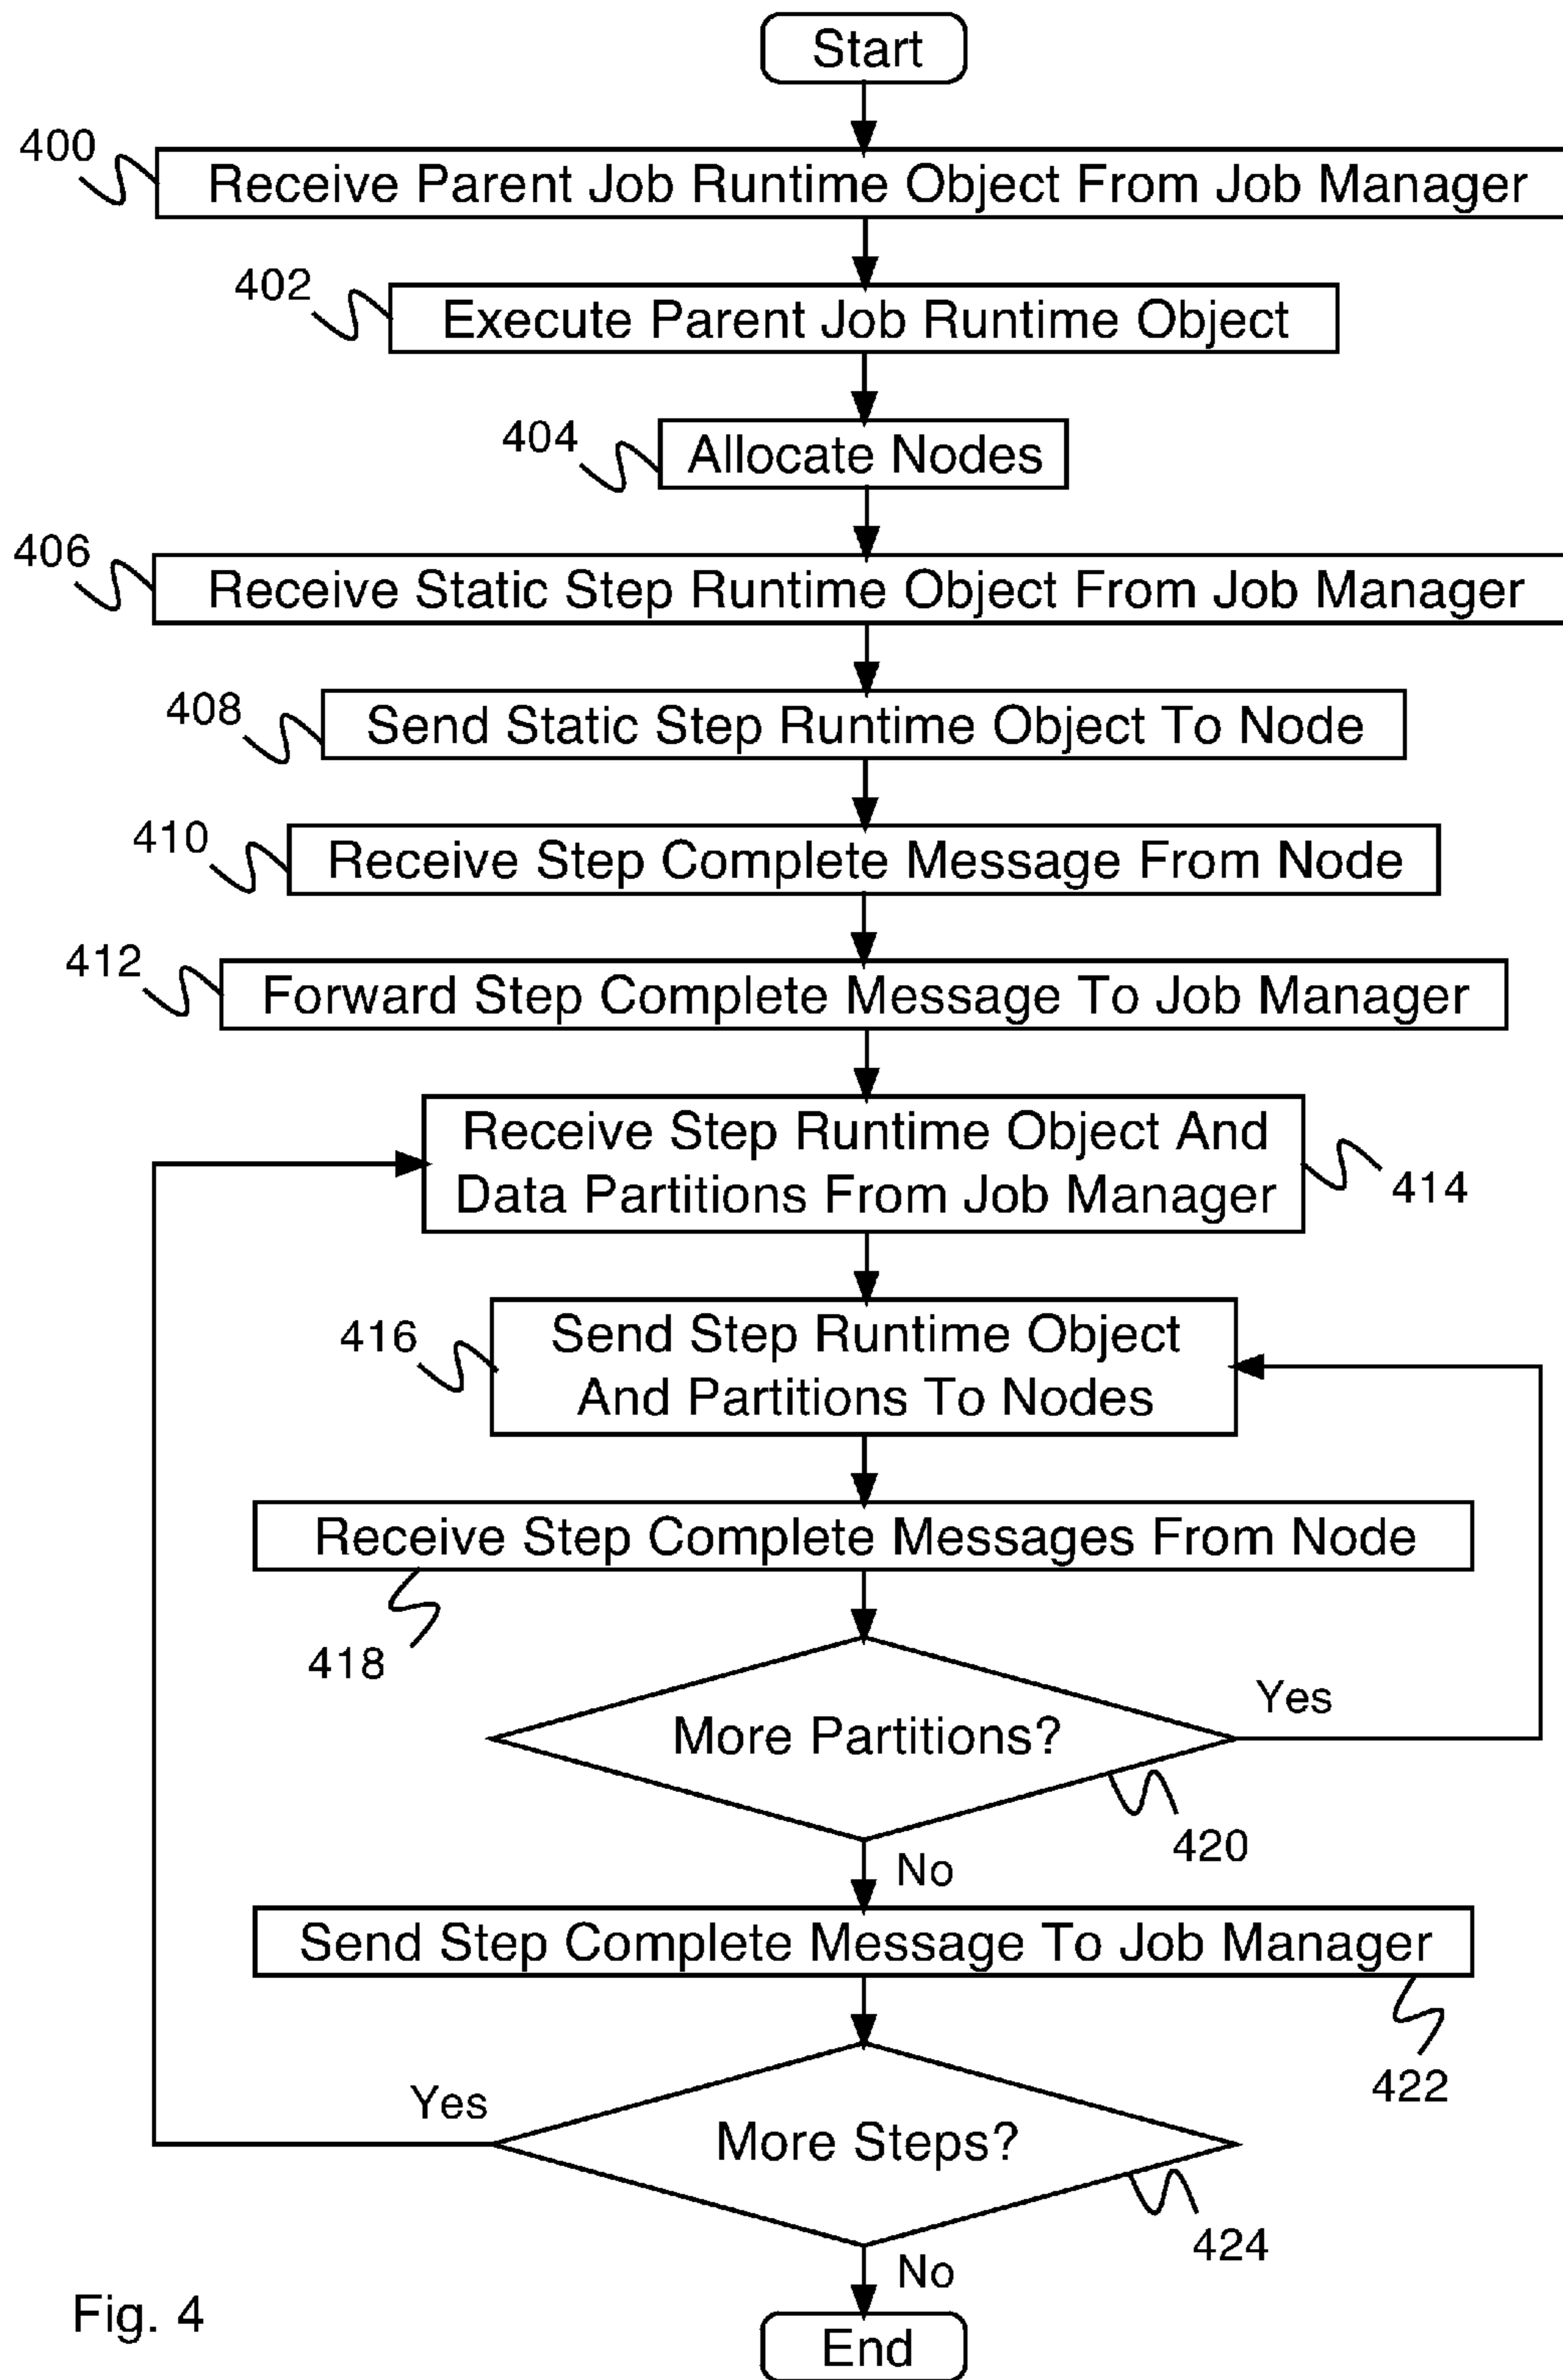 Start
400
Receive Parent Job Runtime Object From Job Manager
402
Execute Parent Job Runtime Object
404
Allocate Nodes
406
Receive Static Step Runtime Object From Job Manager
408
Send Static Step Runtime Object To Node
410
Receive Step Complete Message From Node
412
Forward Step Complete Message To Job Manager
Receive Step Runtime Object And
Data Partitions From Job Manager
414
416
Send Step Runtime Object
And Partitions To Nodes
Receive Step Complete Messages From Node
418
Yes
More Partitions?
420
No
Send Step Complete Message To Job Manager
422
Yes
More Steps?
424
No
Fig. 4
End